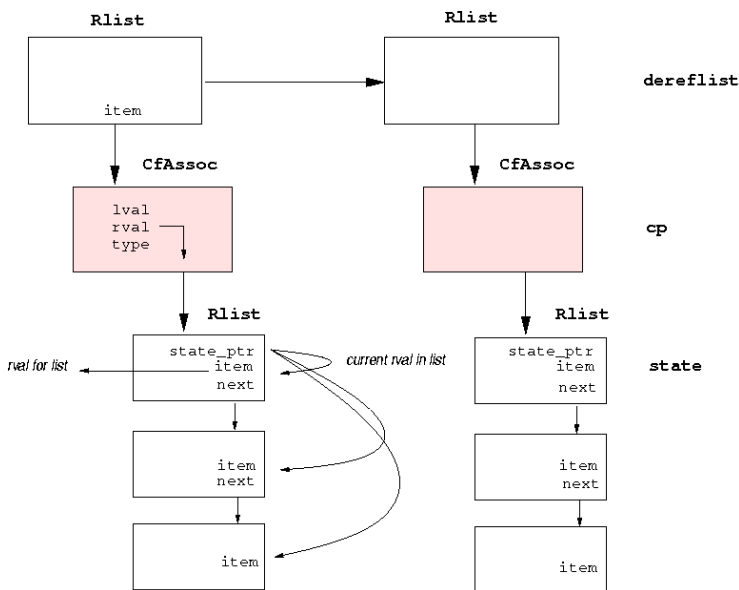 Rlist
Rlist
dereflist
item
CfAssoc
CfAssoc
lval
rval
type
cp
Rlist
Rlist
state_ptr
item
next
rval for list
current rval in list
state_ptr
item
next
state
item
next
item
next
item
item